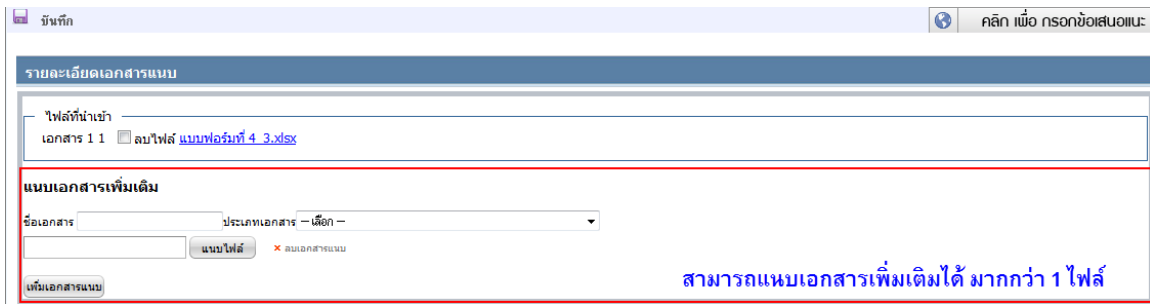 บันทึก
คลิก เพื่อ กรอกข้อเสนอแนะ
รายละเอียดเอกสารแนบ
ไฟล์ที่นำเข้า
เอกสาร 1 1 ลบไฟล์ แบบฟอร์มที่ 4_3.xlsx
แนบเอกสารเพิ่มเติม
ชื่อเอกสาร ประเภทเอกสาร -- เลือก --
แนบไฟล์ × ลบเอกสารแนบ
เพิ่มเอกสารแนบ
สามารถแนบเอกสารเพิ่มเติมได้ มากกว่า 1 ไฟล์